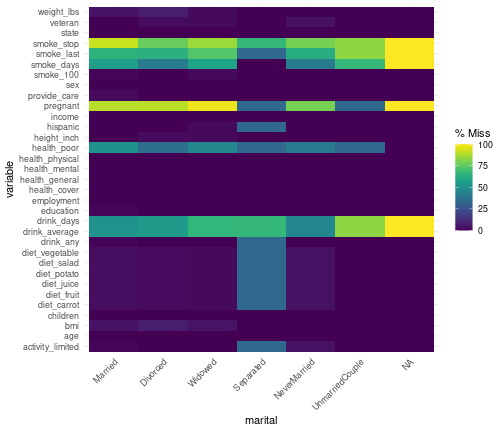 weight_lbs
veteran
state
smoke_stop
smoke_last
smoke_days
smoke_100
sex
provide_care
pregnant
income
hispanic
height_inch
health_poor
health_physical
health_mental
health_general
health_cover
employment
education
drink_days
drink_average
drink_any
diet_vegetable
diet_salad
diet_potato
diet_juice
diet_fruit
diet_carrot
children
bmi
age
activity_limited
variable
Married
Divorced
Widowed
Separated
NeverMarried
UnmarriedCouple
NA
marital
% Miss
100
75
50
25
0